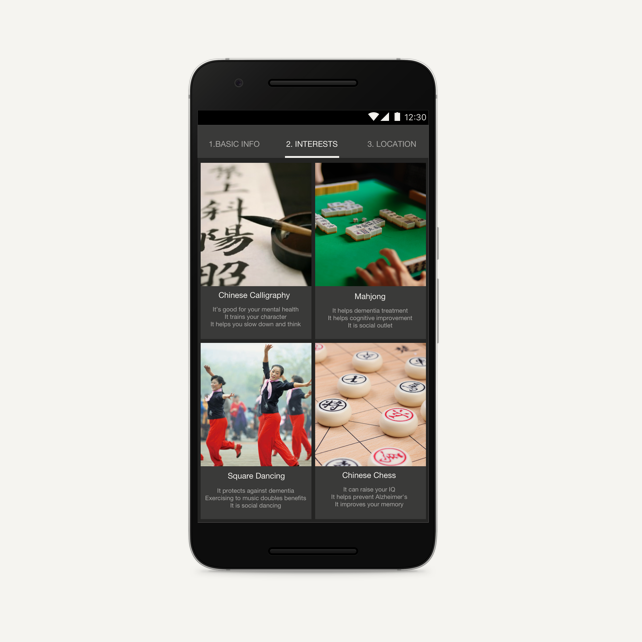 12:30
1.BASIC INFO
2. INTERESTS
3. LOCATION
斜
陽
昭
Chinese Calligraphy
It's good for your mental health
It trains your character
It helps you slow down and think
Mahjong
It helps dementia treatment
It helps cognitive improvement
It is social outlet
Square Dancing
It protects against dementia
Exercising to music doubles benefits
It is social dancing
Chinese Chess
It can raise your IQ
It helps prevent Alzheimer's
It improves your memory